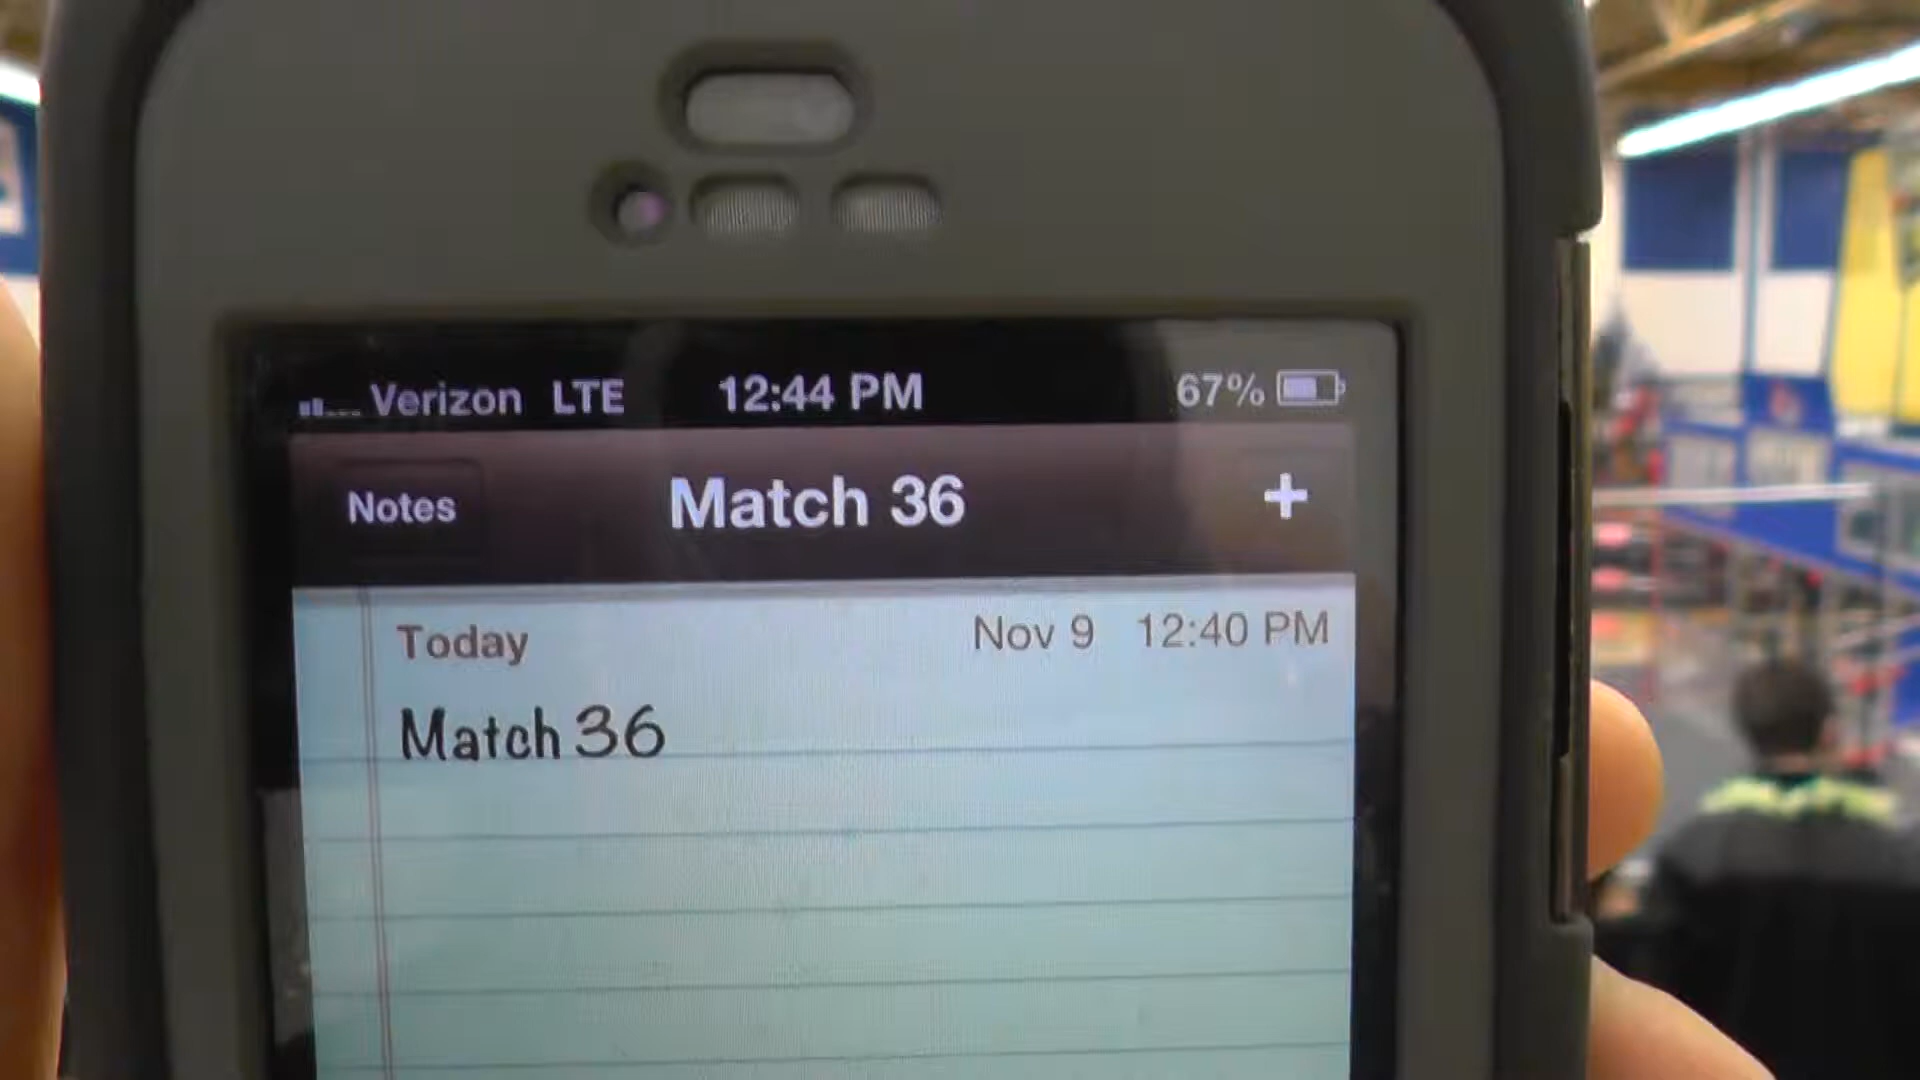 Verizon LTE 12:44 PM 67%
Notes Match 36 +
Today Nov 9 12:40 PM
Match 36